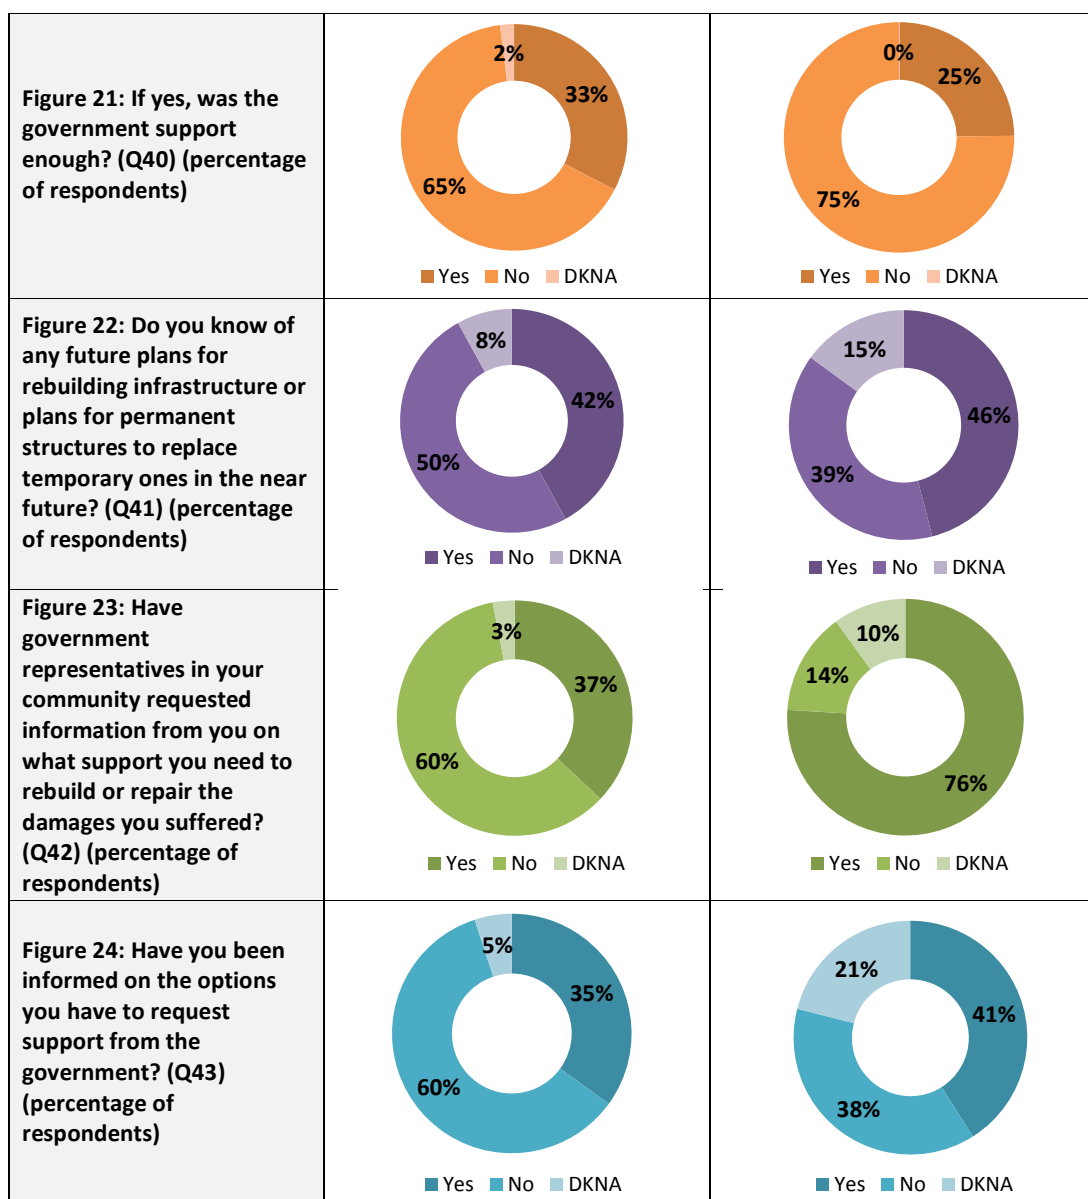 Figure 21: If yes, was the
government support
enough? (Q40) (percentage
of respondents)
2%
33%
65%
Yes No DKNA
0%
25%
75%
Yes No DKNA
Figure 22: Do you know of
any future plans for
rebuilding infrastructure or
plans for permanent
structures to replace
temporary ones in the near
future? (Q41) (percentage
of respondents)
8%
42%
50%
Yes No DKNA
15%
46%
39%
Yes No DKNA
Figure 23: Have
government
representatives in your
community requested
information from you on
what support you need to
rebuild or repair the
damages you suffered?
(Q42) (percentage of
respondents)
3%
37%
60%
Yes No DKNA
10%
14%
76%
Yes No DKNA
Figure 24: Have you been
informed on the options
you have to request
support from the
government? (Q43)
(percentage of
respondents)
5%
35%
60%
Yes No DKNA
21%
41%
38%
Yes No DKNA